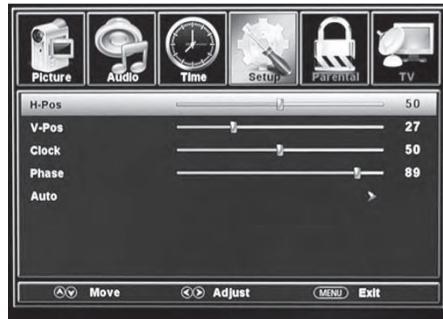 Picture Audio Time Setup Parental TV
H-Pos 50
V-Pos 27
Clock 50
Phase 89
Auto
Move Adjust MENU Exit